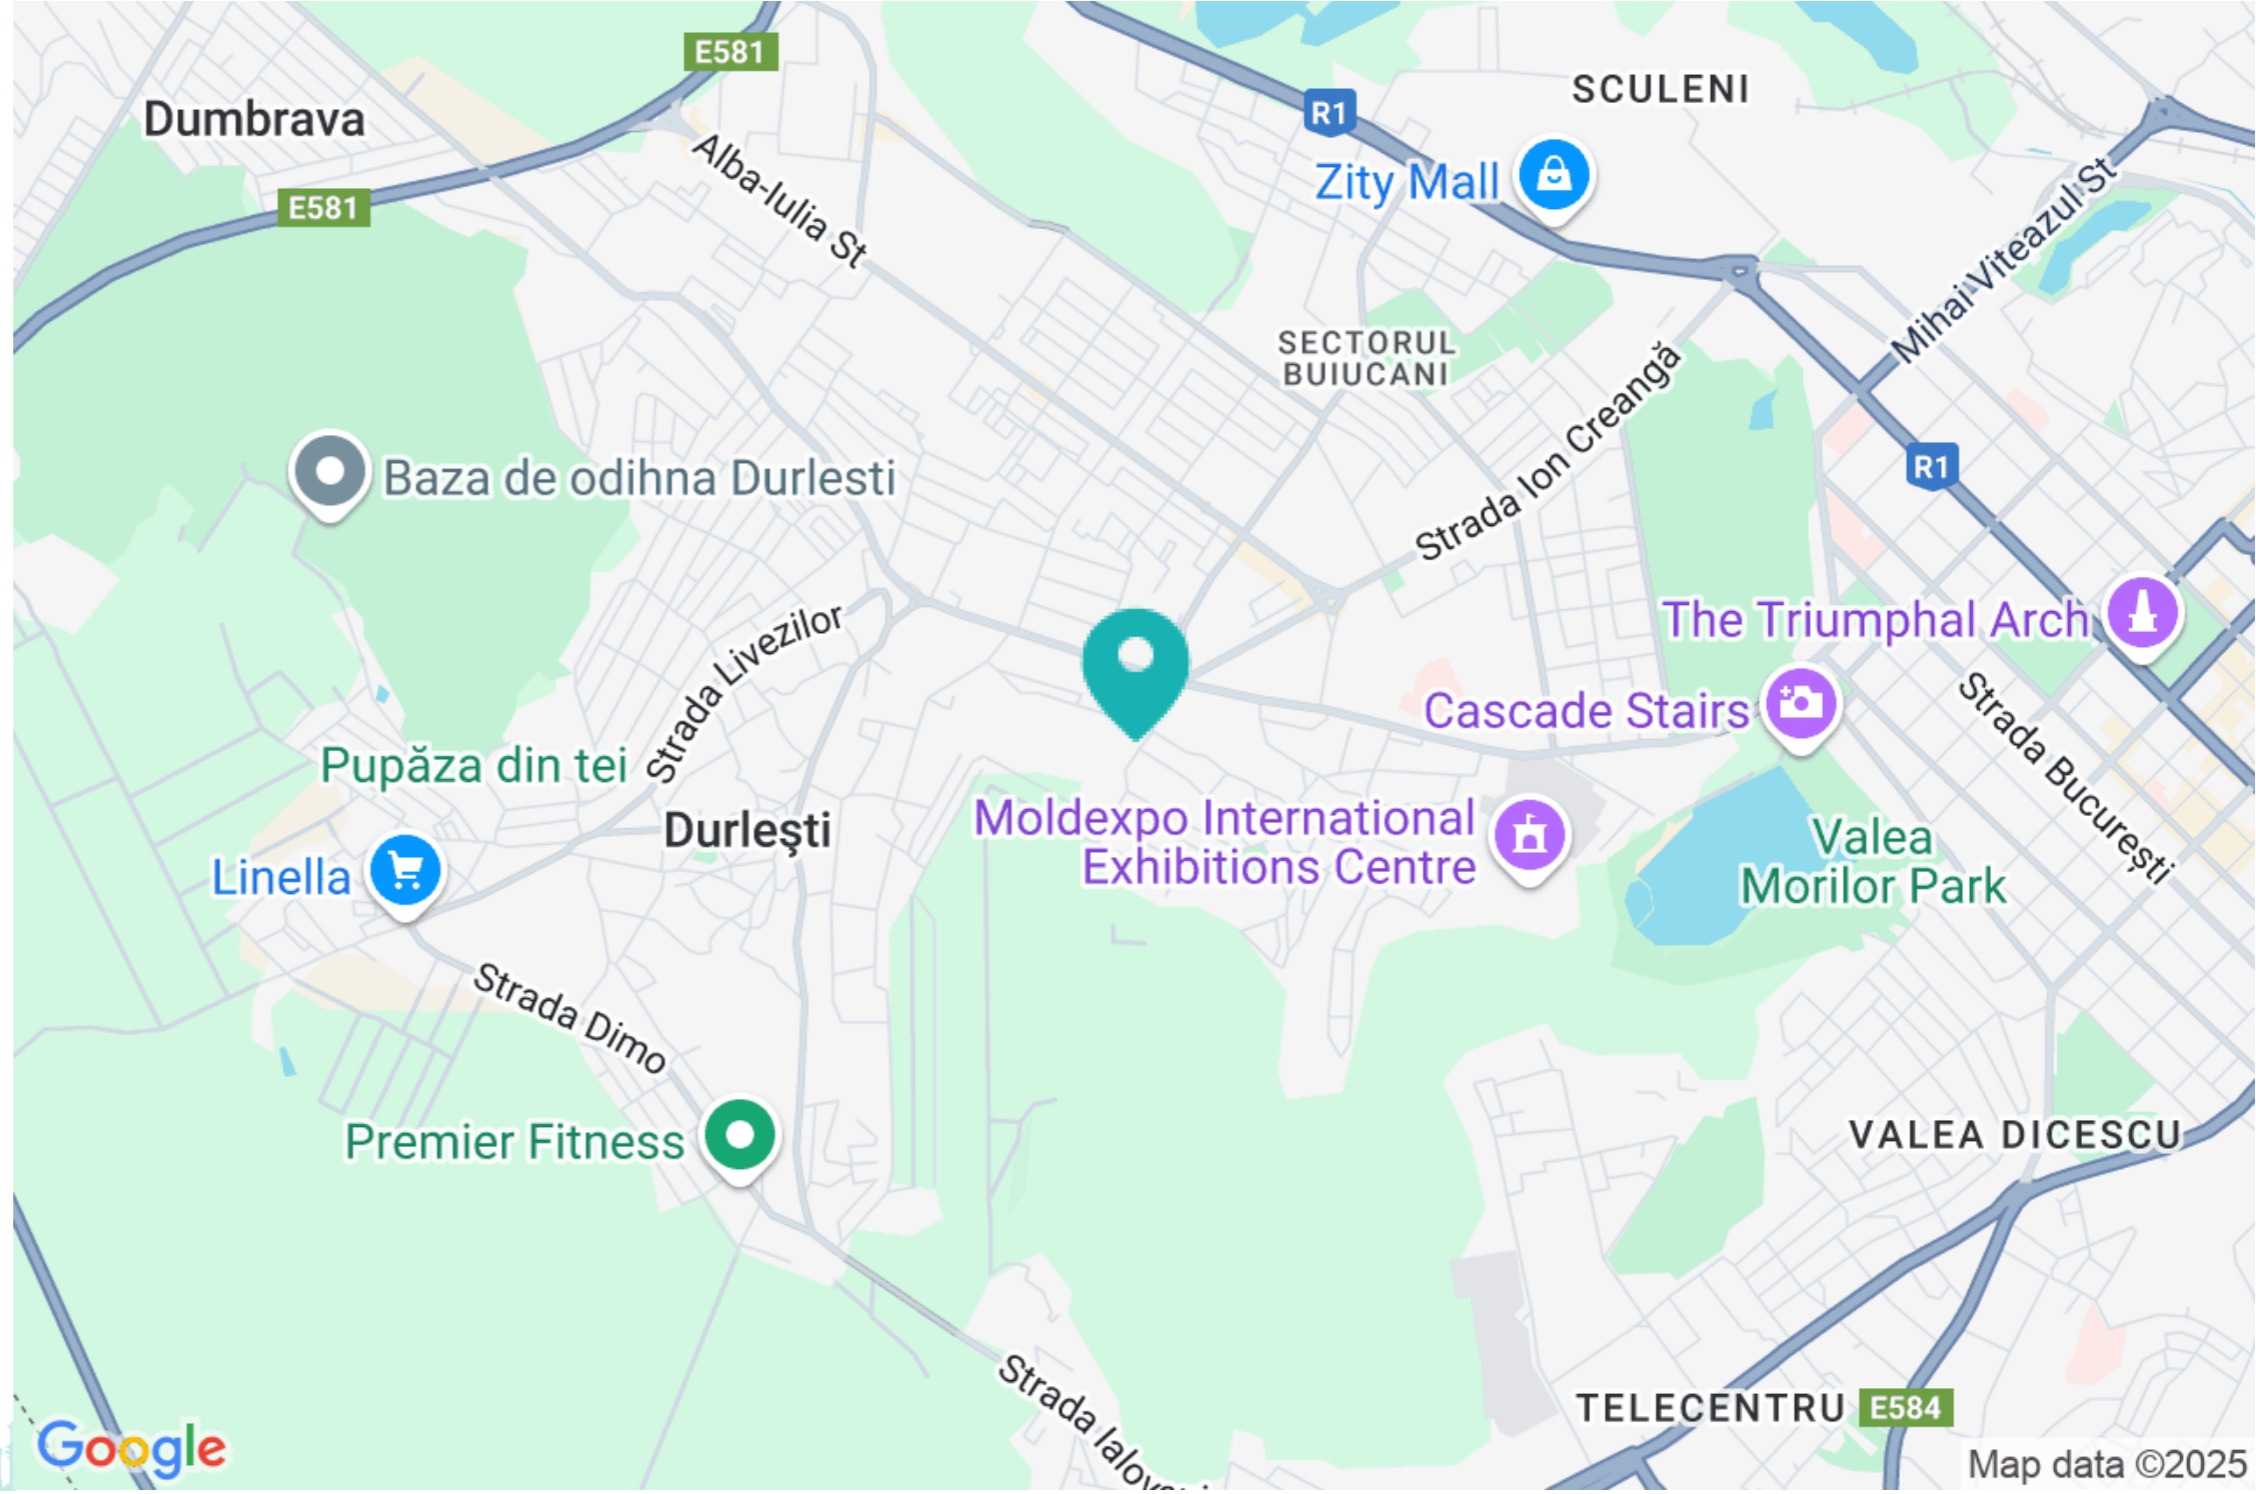 E581
SCULENI
Dumbrava
R1
Alba-Iulia St
Zity Mall
E581
Mihai Viteazul St
SECTORUL
BUIUCANI
Strada Ion Creangă
R1
Baza de odihna Durlesti
The Triumphal Arch
Strada Livezilor
Cascade Stairs
Strada București
Pupăza din tei
Durleşti
Moldexpo International
Exhibitions Centre
Valea
Morilor Park
Linella
Strada Dimo
Premier Fitness
VALEA DICESCU
Strada
TELECENTRU
E584
Google
Map data ©2025